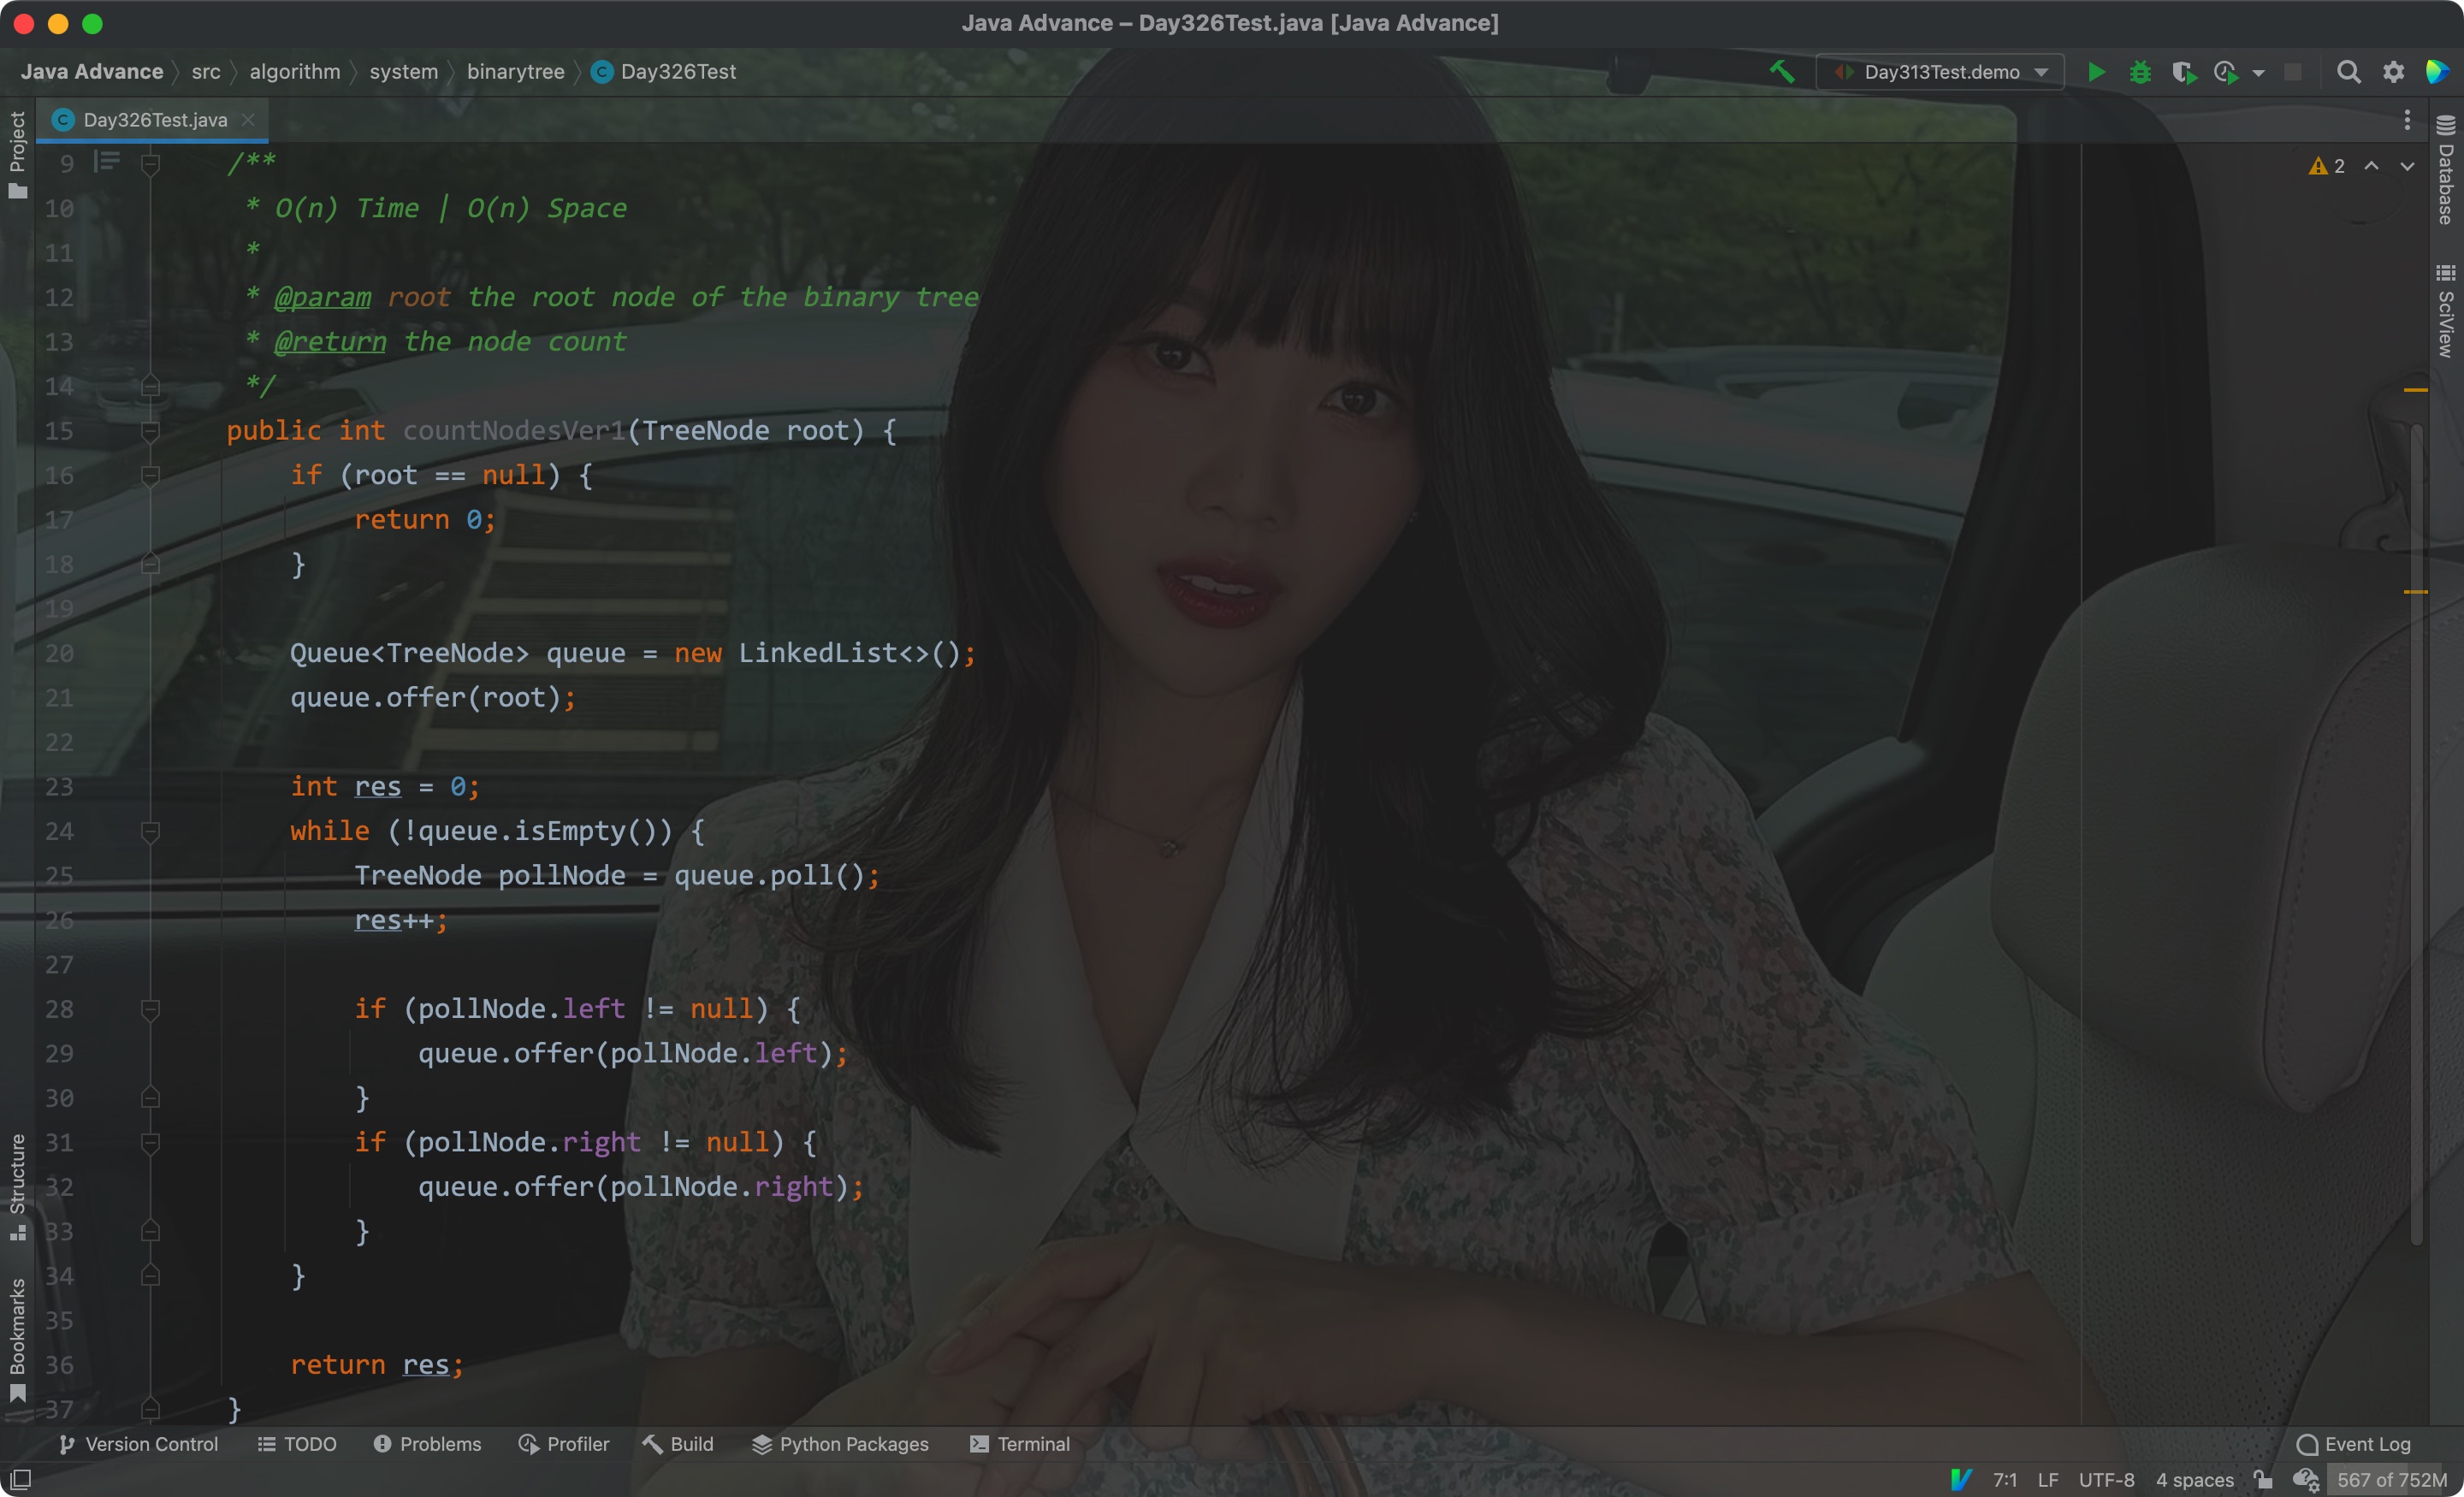 Java Advance – Day326Test.java [Java Advance]
Java Advance src algorithm system binarytree Day326Test Day313Test.demo
Day326Test.java
2
Project
Structure
Bookmarks
Database
SciView
9 /**
10 * O(n) Time | O(n) Space
11 *
12 * @param root the root node of the binary tree
13 * @return the node count
14 */
15 public int countNodesVer1(TreeNode root) {
16 if (root == null) {
17 return 0;
18 }
19
20 Queue<TreeNode> queue = new LinkedList<>();
21 queue.offer(root);
22
23 int res = 0;
24 while (!queue.isEmpty()) {
25 TreeNode pollNode = queue.poll();
26 res++;
27
28 if (pollNode.left != null) {
29 queue.offer(pollNode.left);
30 }
31 if (pollNode.right != null) {
32 queue.offer(pollNode.right);
33 }
34 }
35
36 return res;
37 }
Version Control TODO Problems Profiler Build Python Packages Terminal Event Log
7:1 LF UTF-8 4 spaces 567 of 752M